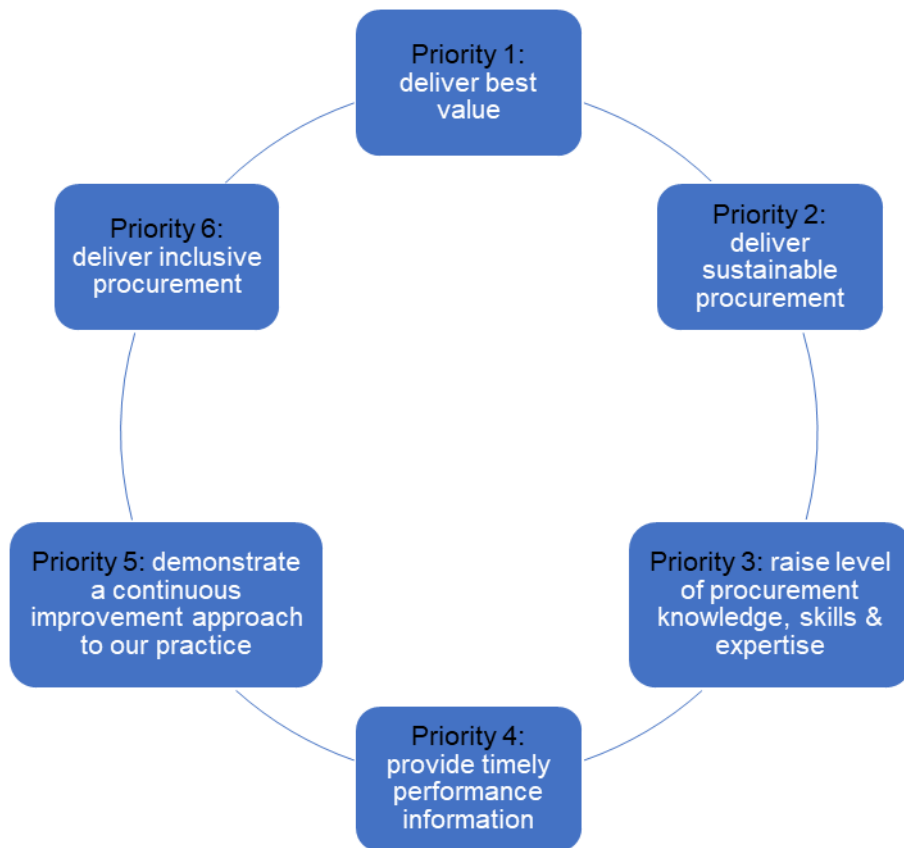 Priority 1:
deliver best
value
Priority 2:
deliver
sustainable
procurement
Priority 3: raise level
of procurement
knowledge, skills &
expertise
Priority 4:
provide timely
performance
information
Priority 5: demonstrate
a continuous
improvement approach
to our practice
Priority 6:
deliver inclusive
procurement